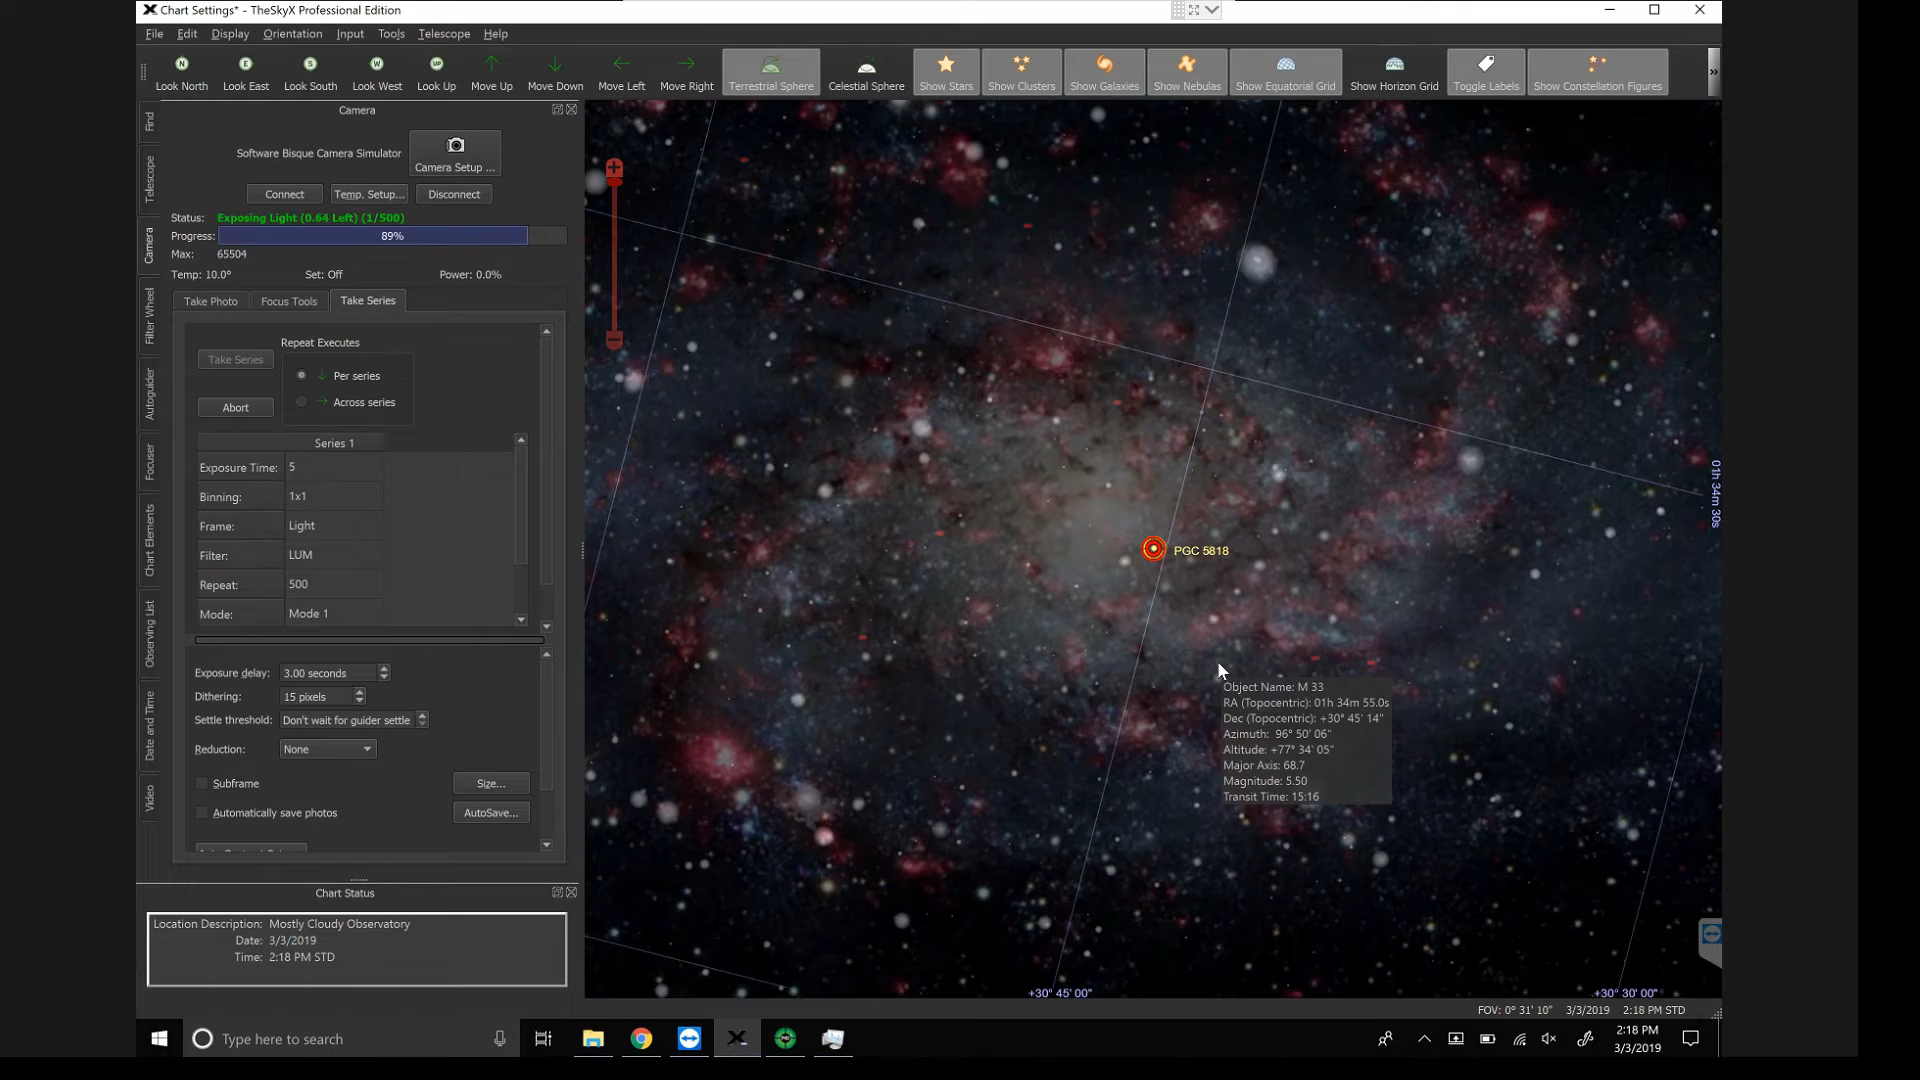 Chart Settings* - TheSkyX Professional Edition
File Edit Display Orientation Input Tools Telescope Help
N E S W UP
Look North Look East Look South Look West Look Up Move Up Move Down Move Left Move Right Terrestrial Sphere Celestial Sphere Show Stars Show Clusters Show Galaxies Show Nebulas Show Equatorial Grid Show Horizon Grid Toggle Labels Show Constellation Figures
Find
Telescope
Camera
Filter Wheel
Autoguider
Focuser
Chart Elements
Observing List
Date and Time
Video
Camera
Software Bisque Camera Simulator
Camera Setup ...
Connect Temp. Setup... Disconnect
Status: Exposing Light (0.64 Left) (1/500)
Progress: 89%
Max: 65504
Temp: 10.0° Set: Off Power: 0.0%
Take Photo Focus Tools Take Series
Repeat Executes
Take Series
Per series
Across series
Abort
Series 1
Exposure Time: 5
Binning: 1x1
Frame: Light
Filter: LUM
Repeat: 500
Mode: Mode 1
Exposure delay: 3.00 seconds
Dithering: 15 pixels
Settle threshold: Don't wait for guider settle
Reduction: None
Subframe Size...
Automatically save photos AutoSave...
Chart Status
Location Description: Mostly Cloudy Observatory
Date: 3/3/2019
Time: 2:18 PM STD
PGC 5818
Object Name: M 33
RA (Topocentric): 01h 34m 55.0s
Dec (Topocentric): +30° 45' 14"
Azimuth: 96° 50' 06"
Altitude: +77° 34' 05"
Major Axis: 68.7
Magnitude: 5.50
Transit Time: 15:16
01h 34m 30s
+30° 45' 00"
+30° 30' 00"
FOV: 0° 31' 10" 3/3/2019 2:18 PM STD
Type here to search
2:18 PM
3/3/2019